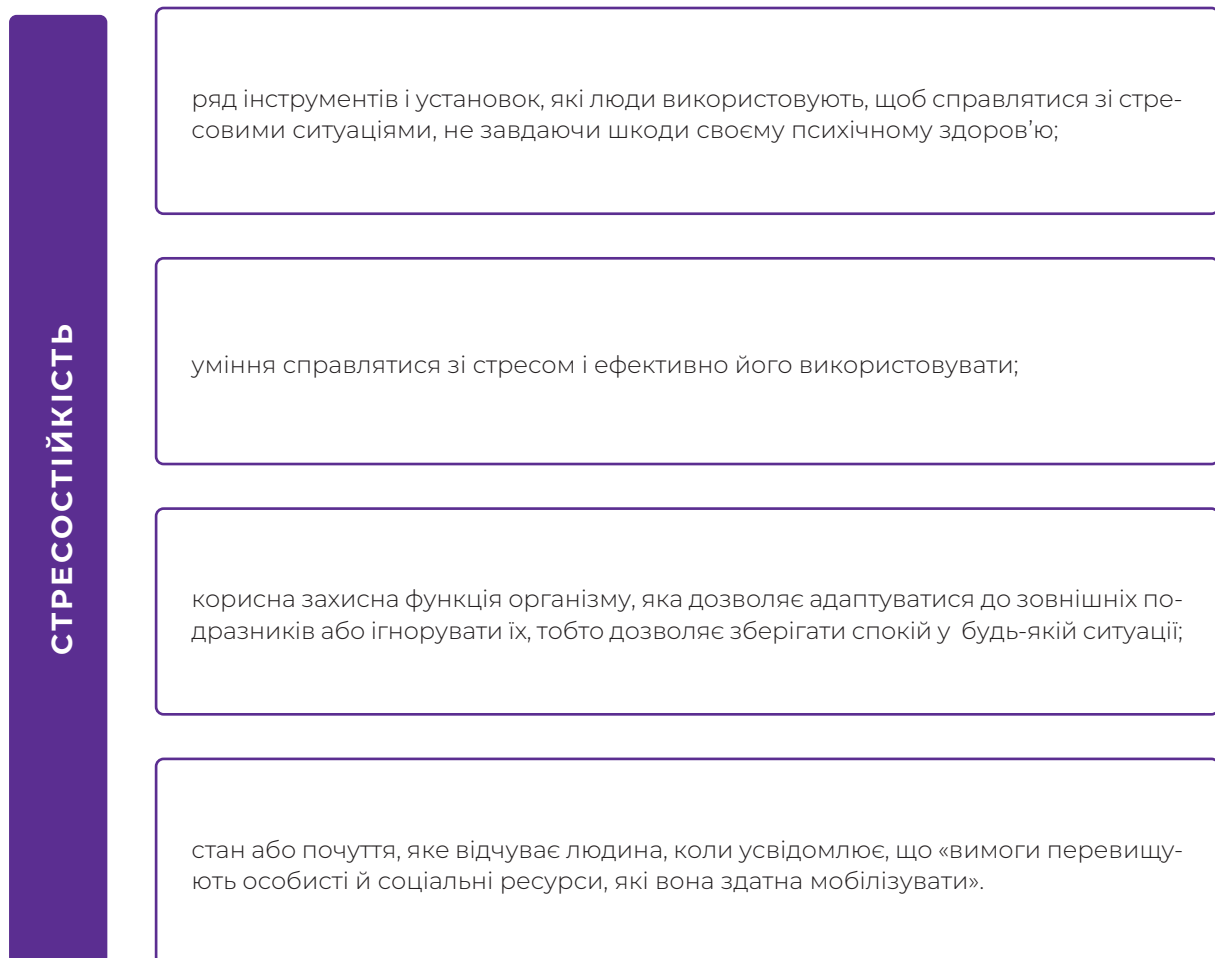 СТРЕСОСТІЙКІСТЬ
ряд інструментів і установок, які люди використовують, щоб справлятися зі стре-
совими ситуаціями, не завдаючи шкоди своєму психічному здоров’ю;
уміння справлятися зі стресом і ефективно його використовувати;
корисна захисна функція організму, яка дозволяє адаптуватися до зовнішніх по-
дразників або ігнорувати їх, тобто дозволяє зберігати спокій у будь-якій ситуації;
стан або почуття, яке відчуває людина, коли усвідомлює, що «вимоги перевищу-
ють особисті й соціальні ресурси, які вона здатна мобілізувати».